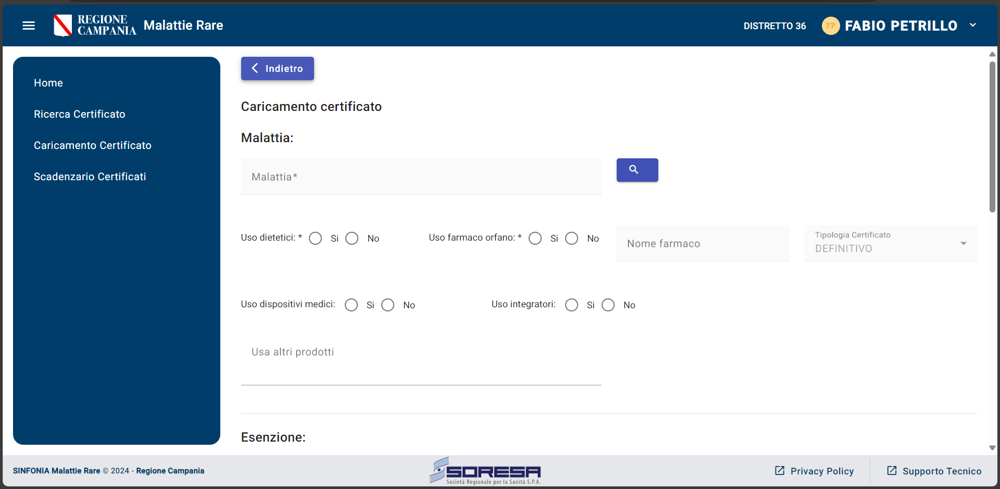 REGIONE
CAMPANIA
Malattie Rare
DISTRETTO 36
FP
FABIO PETRILLO
Home
Ricerca Certificato
Caricamento Certificato
Scadenzario Certificati
Indietro
Caricamento certificato
Malattia:
Malattia*
Uso dietetici: * Si No
Uso farmaco orfano: * Si No
Nome farmaco
Tipologia Certificato
DEFINITIVO
Uso dispositivi medici: Si No
Uso integratori: Si No
Usa altri prodotti
Esenzione:
SINFONIA Malattie Rare © 2024 - Regione Campania
SORESA
Società Regionale per la Sanità S.P.A.
Privacy Policy
Supporto Tecnico